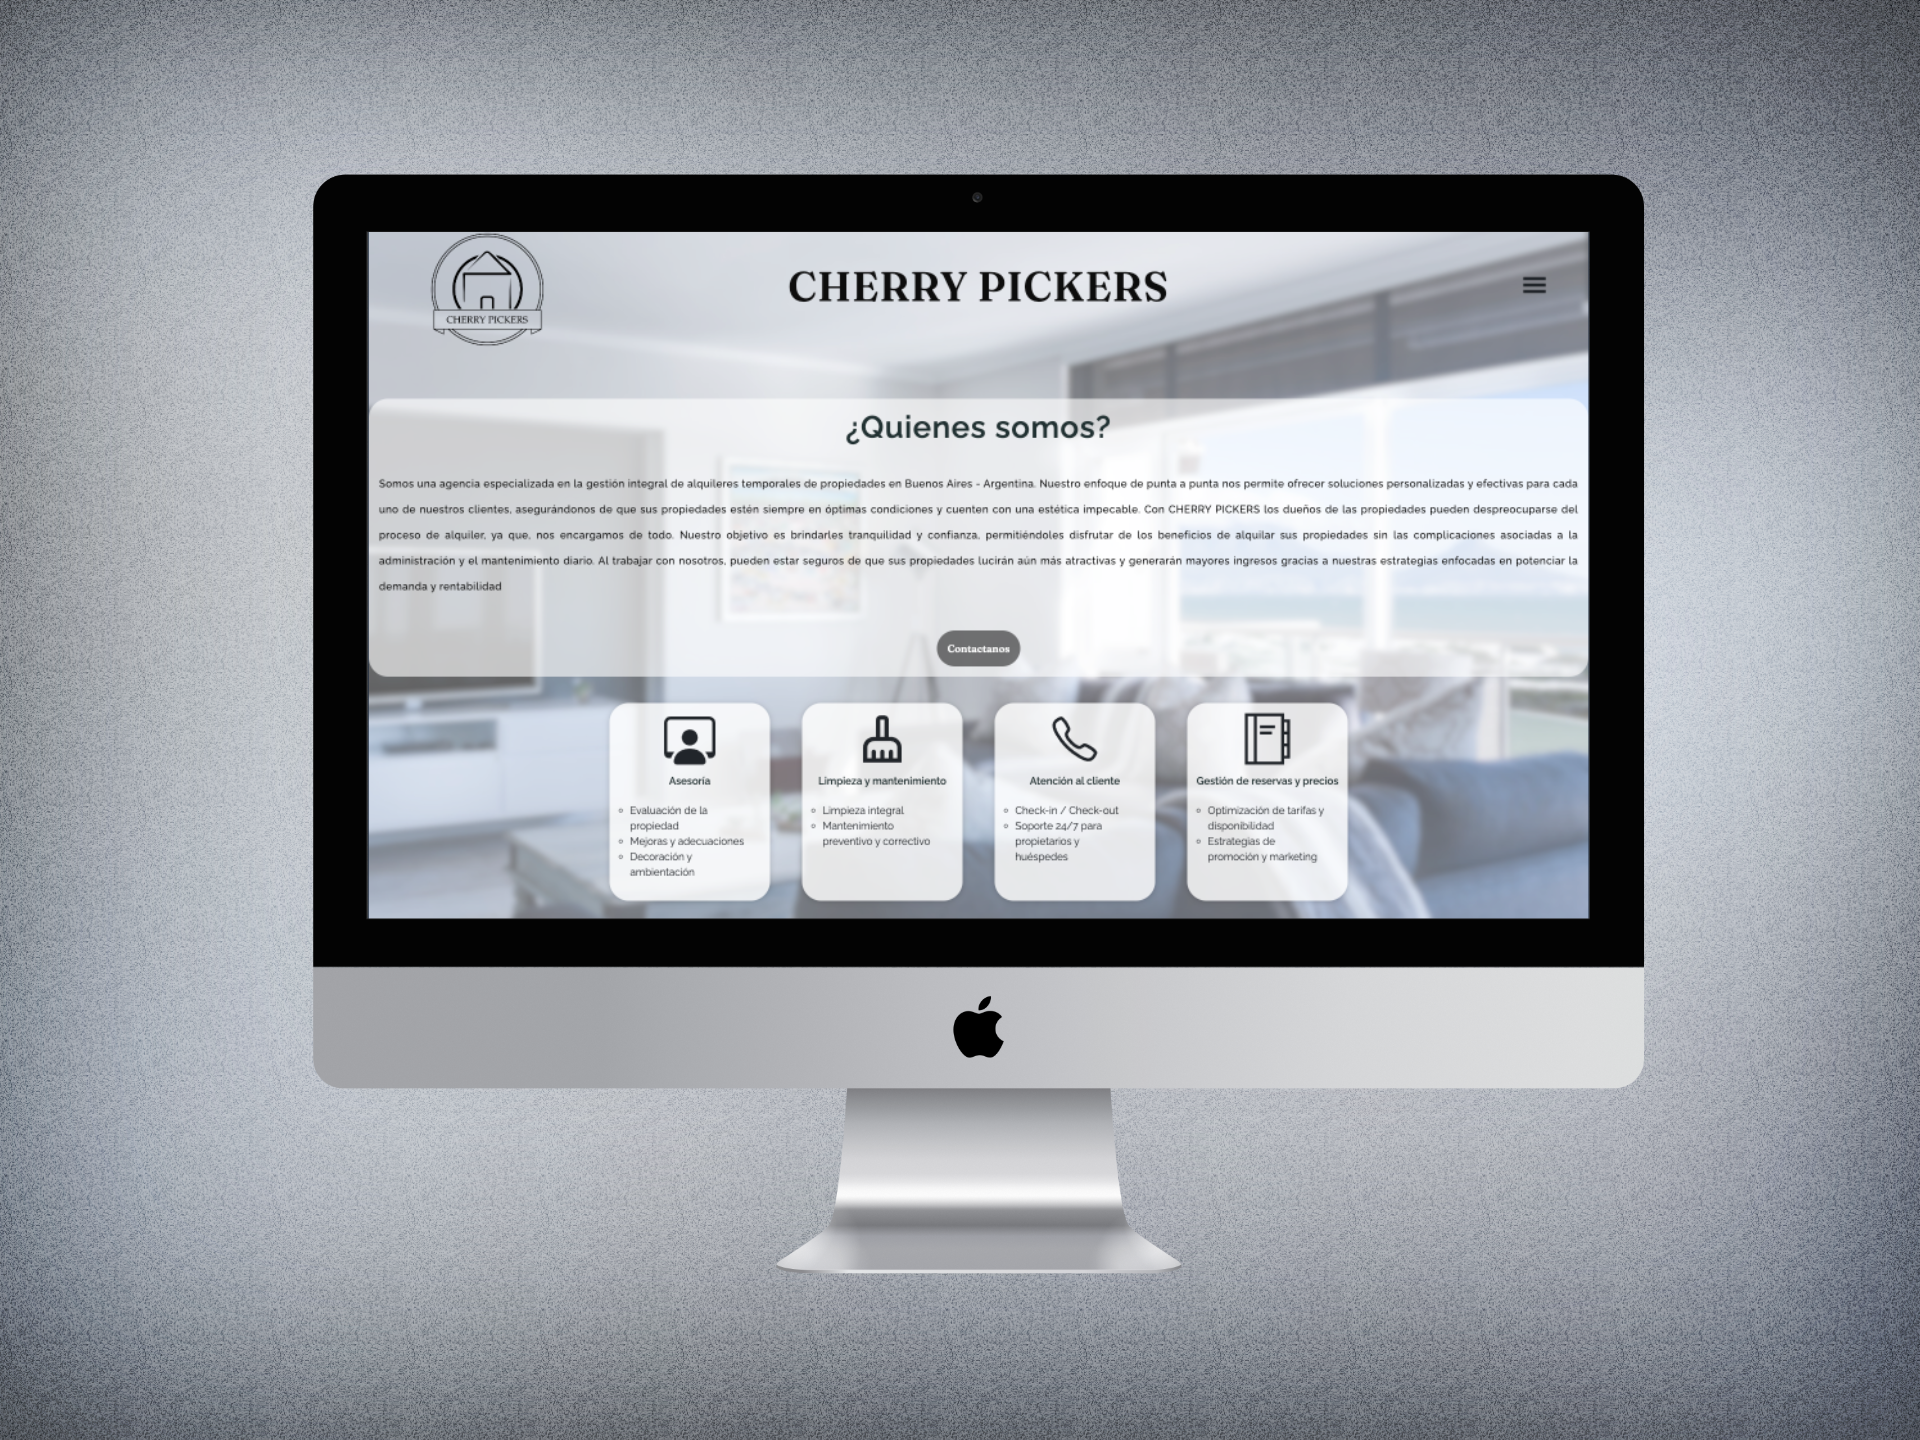 CHERRY PICKERS
CHERRY PICKERS
¿Quienes somos?
Somos una agencia especializada en la gestión integral de alquileres temporales de propiedades en Buenos Aires - Argentina. Nuestro enfoque de punta a punta nos permite ofrecer soluciones personalizadas y efectivas para cada
uno de nuestros clientes, asegurándonos de que sus propiedades estén siempre en óptimas condiciones y cuenten con una estética impecable. Con CHERRY PICKERS los dueños de las propiedades pueden despreocuparse del
proceso de alquiler, ya que, nos encargamos de todo. Nuestro objetivo es brindarles tranquilidad y confianza, permitiéndoles disfrutar de los beneficios de alquilar sus propiedades sin las complicaciones asociadas a la
administración y el mantenimiento diario. Al trabajar con nosotros, pueden estar seguros de que sus propiedades lucirán aún más atractivas y generarán mayores ingresos gracias a nuestras estrategias enfocadas en potenciar la
demanda y rentabilidad
Contactanos
Asesoría
Evaluación de la
propiedad
Mejoras y adecuaciones
Decoración y
ambientación
Limpieza y mantenimiento
Limpieza integral
Mantenimiento
preventivo y correctivo
Atención al cliente
Check-in / Check-out
Soporte 24/7 para
propietarios y
huéspedes
Gestión de reservas y precios
Optimización de tarifas y
disponibilidad
Estrategias de
promoción y marketing